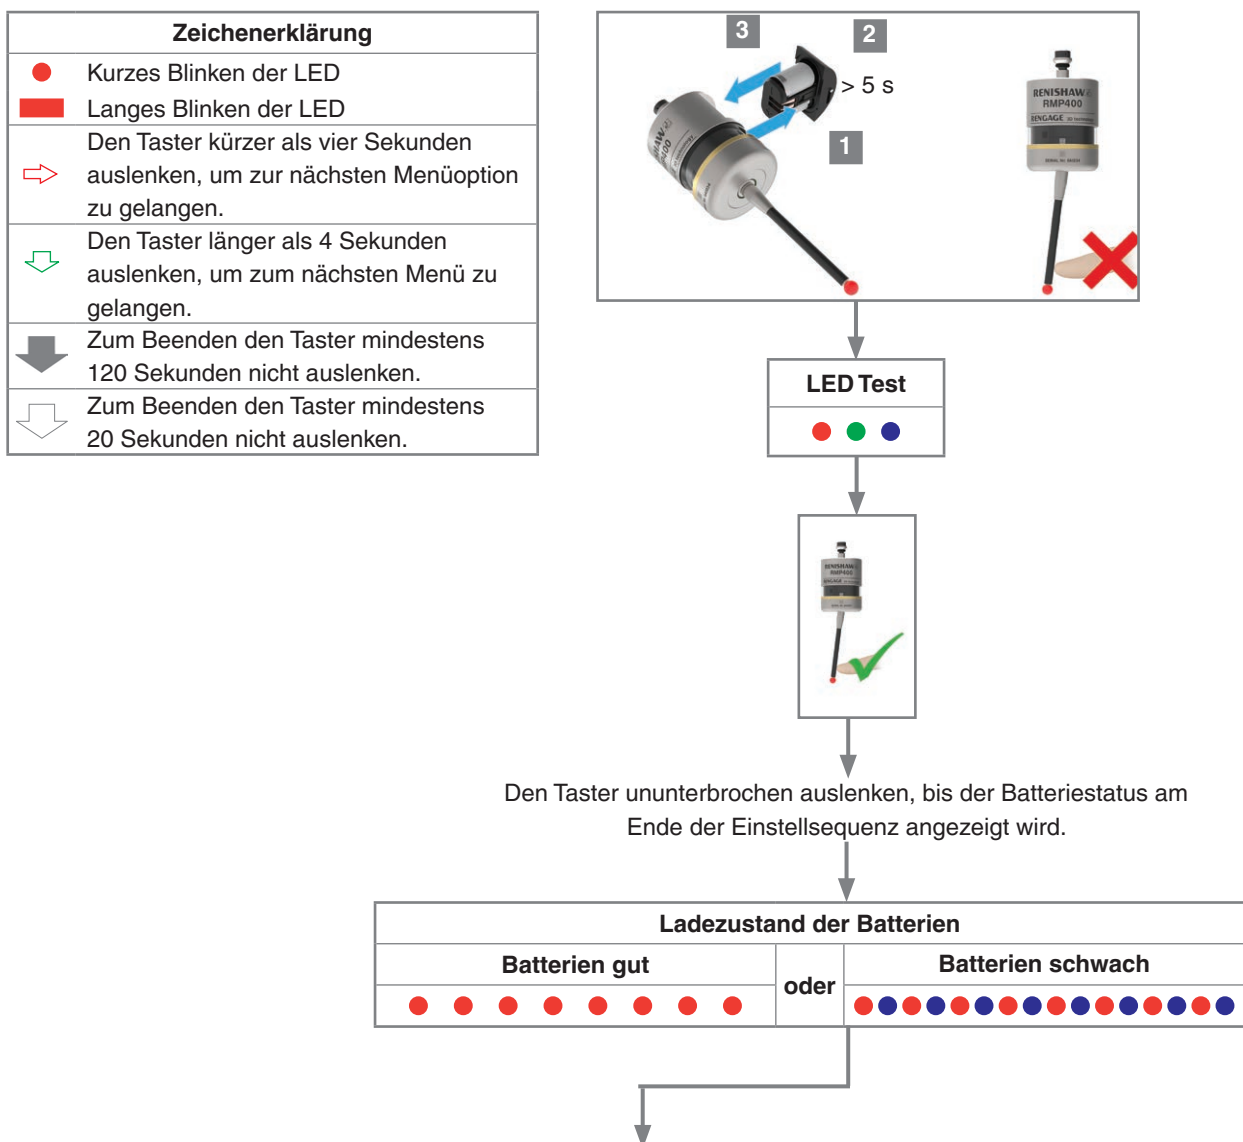 Zeichenerklärung
Kurzes Blinken der LED
Langes Blinken der LED
Den Taster kürzer als vier Sekunden
auslenken, um zur nächsten Menüoption
zu gelangen.
Den Taster länger als 4 Sekunden
auslenken, um zum nächsten Menü zu
gelangen.
Zum Beenden den Taster mindestens
120 Sekunden nicht auslenken.
Zum Beenden den Taster mindestens
20 Sekunden nicht auslenken.
3
2
> 5 s
1
RENISHAW
RMP400
RENGAGE
LED Test
RENISHAW
RMP400
RENGAGE
Den Taster ununterbrochen auslenken, bis der Batteriestatus am
Ende der Einstellsequenz angezeigt wird.
Ladezustand der Batterien
Batterien gut
oder
Batterien schwach